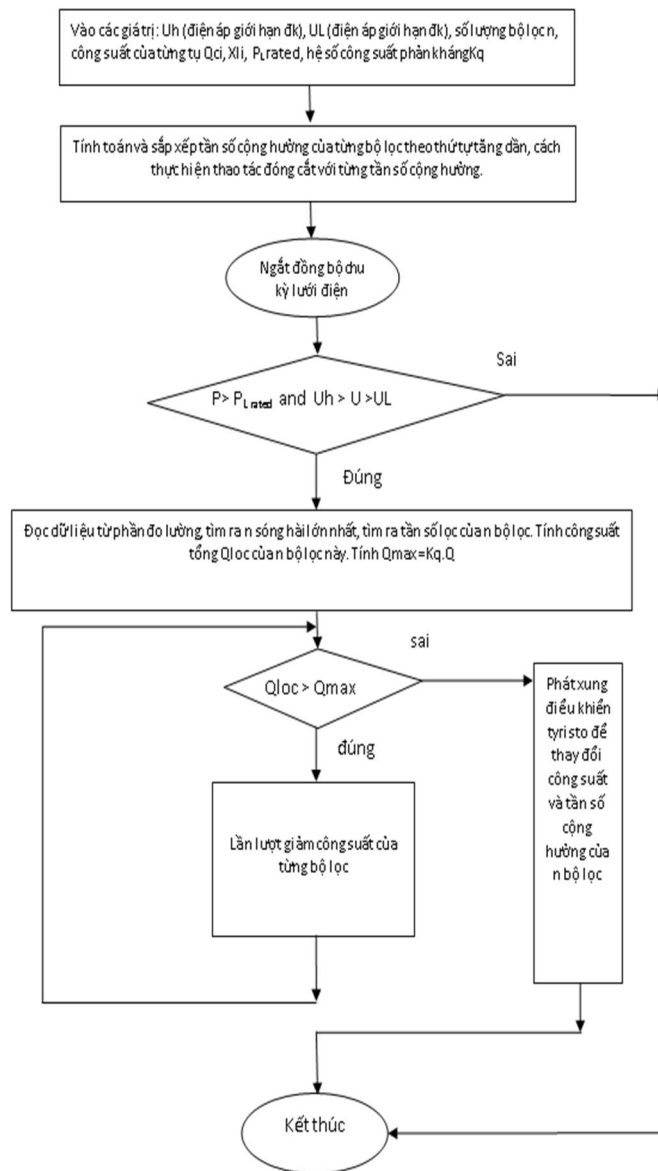 Vào các giá trị: Uh (điện áp giới hạn đk), UL (điện áp giới hạn đk), số lượng bộ lọc n,
công suất của từng tụ Qci, Xli, PLrated, hệ số công suất phản kháng Kq
Tính toán và sắp xếp tần số cộng hưởng của từng bộ lọc theo thứ tự tăng dần, cách
thực hiện thao tác đóng cắt với từng tần số cộng hưởng.
Ngắt đồng bộ chu
kỳ lưới điện
Sai
P> PL rated and Uh > U >UL
Đúng
Đọc dữ liệu từ phần đo lường, tìm ra n sóng hài lớn nhất, tìm ra tần số lọc của n bộ lọc. Tính công suất
tổng Qloc của n bộ lọc này. Tính Qmax=Kq.Q
sai
Qloc > Qmax
đúng
Lần lượt giảm công suất của
từng bộ lọc
Phát xung
điều khiển
tyristo để
thay đổi
công suất
và tần số
cộng
hưởng của
n bộ lọc
Kết thúc